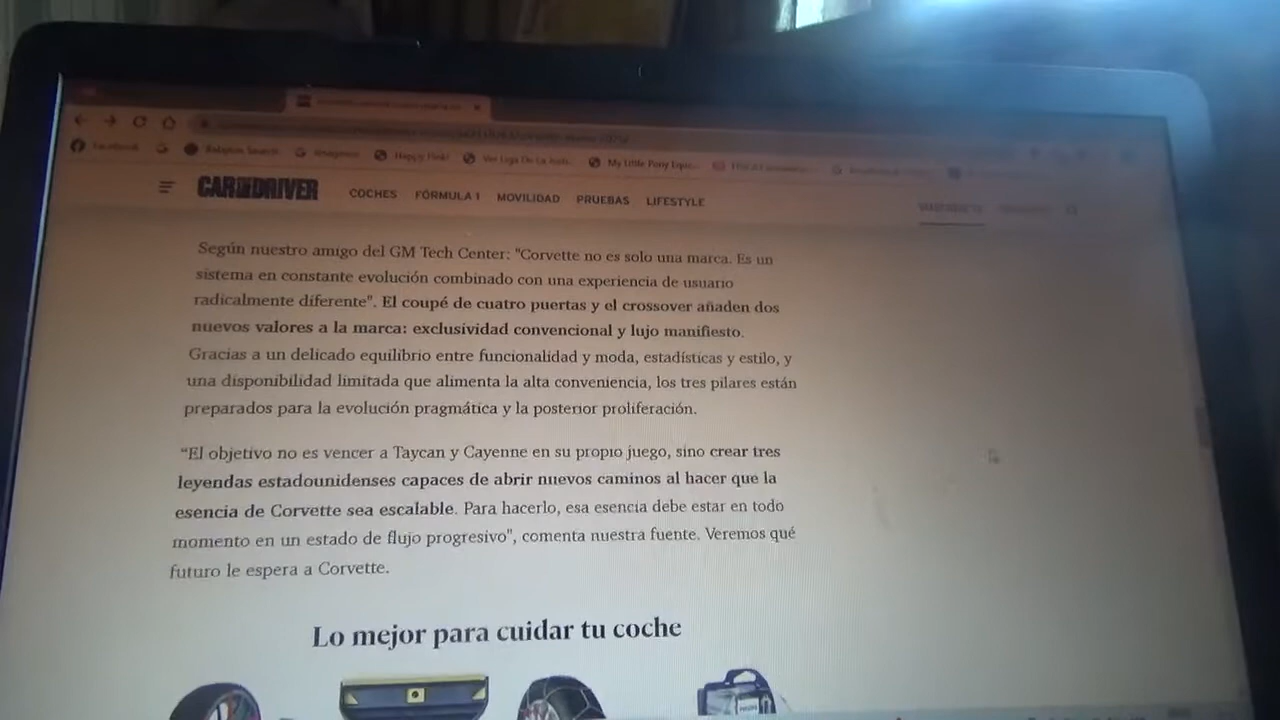 Facebook
My Little Pony Eque...
CAR AND DRIVER
COCHES FÓRMULA 1 MOVILIDAD PRUEBAS LIFESTYLE
Según nuestro amigo del GM Tech Center: "Corvette no es solo una marca. Es un
sistema en constante evolución combinado con una experiencia de usuario
radicalmente diferente". El coupé de cuatro puertas y el crossover añaden dos
nuevos valores a la marca: exclusividad convencional y lujo manifiesto.
Gracias a un delicado equilibrio entre funcionalidad y moda, estadísticas y estilo, y
una disponibilidad limitada que alimenta la alta conveniencia, los tres pilares están
preparados para la evolución pragmática y la posterior proliferación.
“El objetivo no es vencer a Taycan y Cayenne en su propio juego, sino crear tres
leyendas estadounidenses capaces de abrir nuevos caminos al hacer que la
esencia de Corvette sea escalable. Para hacerlo, esa esencia debe estar en todo
momento en un estado de flujo progresivo", comenta nuestra fuente. Veremos qué
futuro le espera a Corvette.
Lo mejor para cuidar tu coche